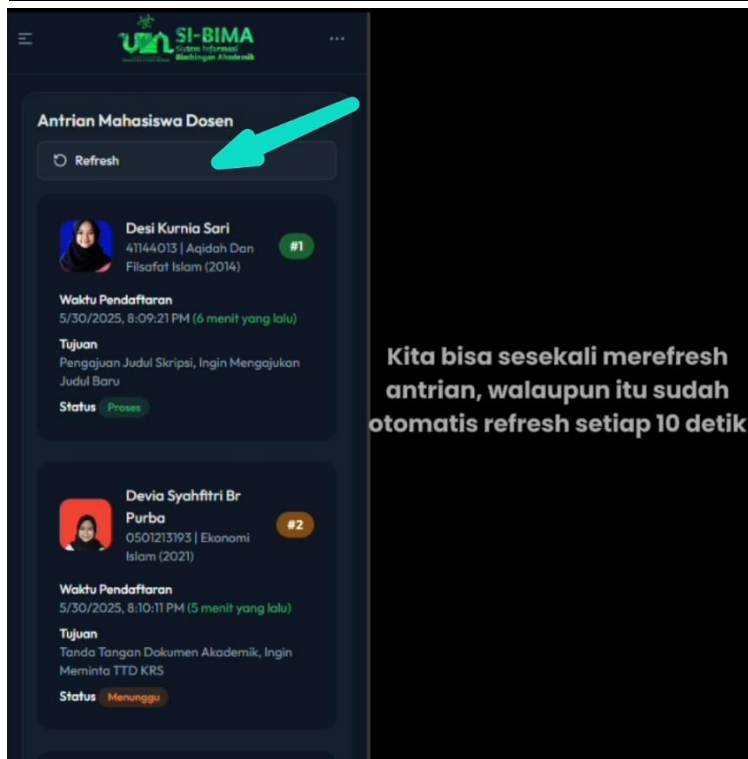 SI-BIMA
Sistem Informasi
Bimbingan Akademik
Antrian Mahasiswa Dosen
Refresh
Desi Kurnia Sari
41144013 | Aqidah Dan
Filsafat Islam (2014)
#1
Waktu Pendaftaran
5/30/2025, 8:09:21 PM (6 menit yang lalu)
Tujuan
Pengajuan Judul Skripsi, Ingin Mengajukan
Judul Baru
Status Proses
Devia Syahfitri Br
Purba
0501213193 | Ekonomi
Islam (2021)
#2
Waktu Pendaftaran
5/30/2025, 8:10:11 PM (5 menit yang lalu)
Tujuan
Tanda Tangan Dokumen Akademik, Ingin
Meminta TTD KRS
Status Menunggu
Kita bisa sesekali merefresh
antrian, walaupun itu sudah
otomatis refresh setiap 10 detik